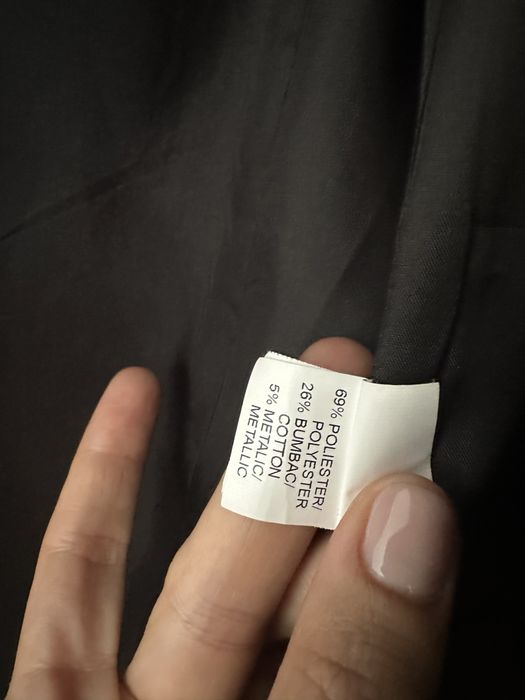 69% POLIESTER/
POLYESTER
26% BUMBAC/
COTTON
5% METALIC/
METALLIC